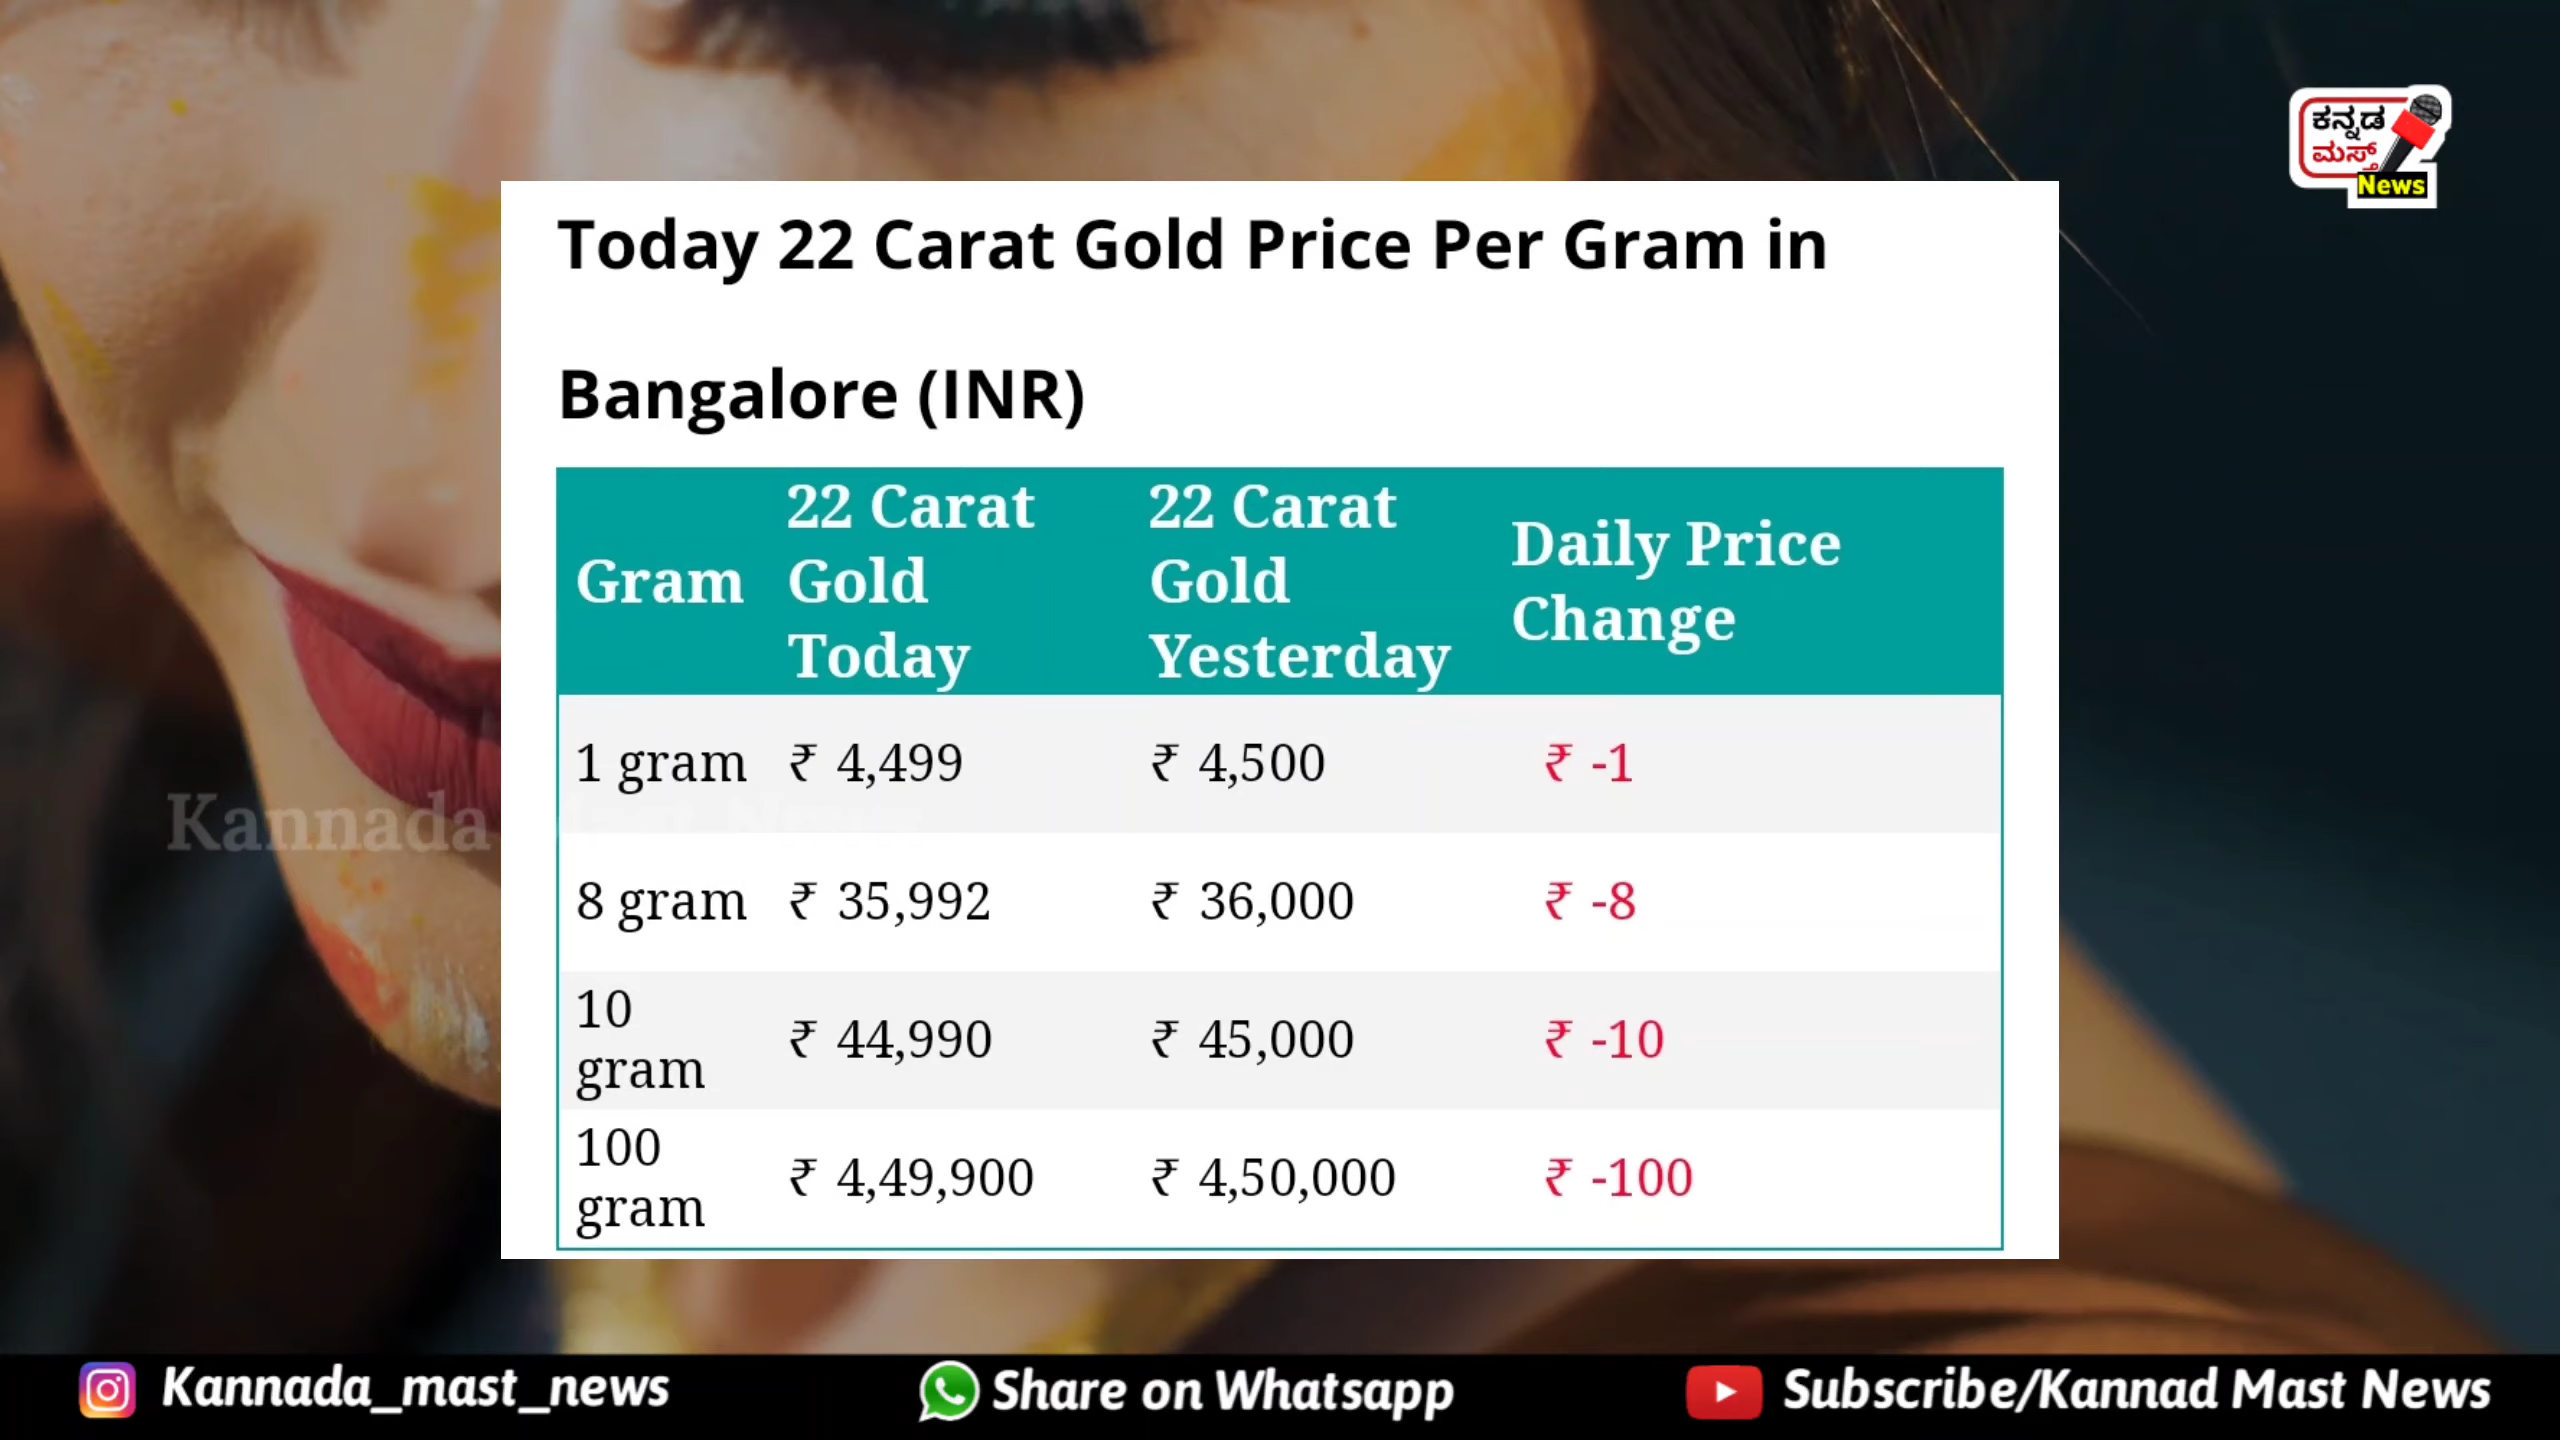 ಕನ್ನಡ
ಮಸ್ತ್
News
Today 22 Carat Gold Price Per Gram in
Bangalore (INR)
Gram 22 Carat Gold Today 22 Carat Gold Yesterday Daily Price Change
1 gram ₹ 4,499 ₹ 4,500 ₹ -1
8 gram ₹ 35,992 ₹ 36,000 ₹ -8
10 gram ₹ 44,990 ₹ 45,000 ₹ -10
100 gram ₹ 4,49,900 ₹ 4,50,000 ₹ -100
Kannada
Kannada_mast_news Share on Whatsapp Subscribe/Kannad Mast News